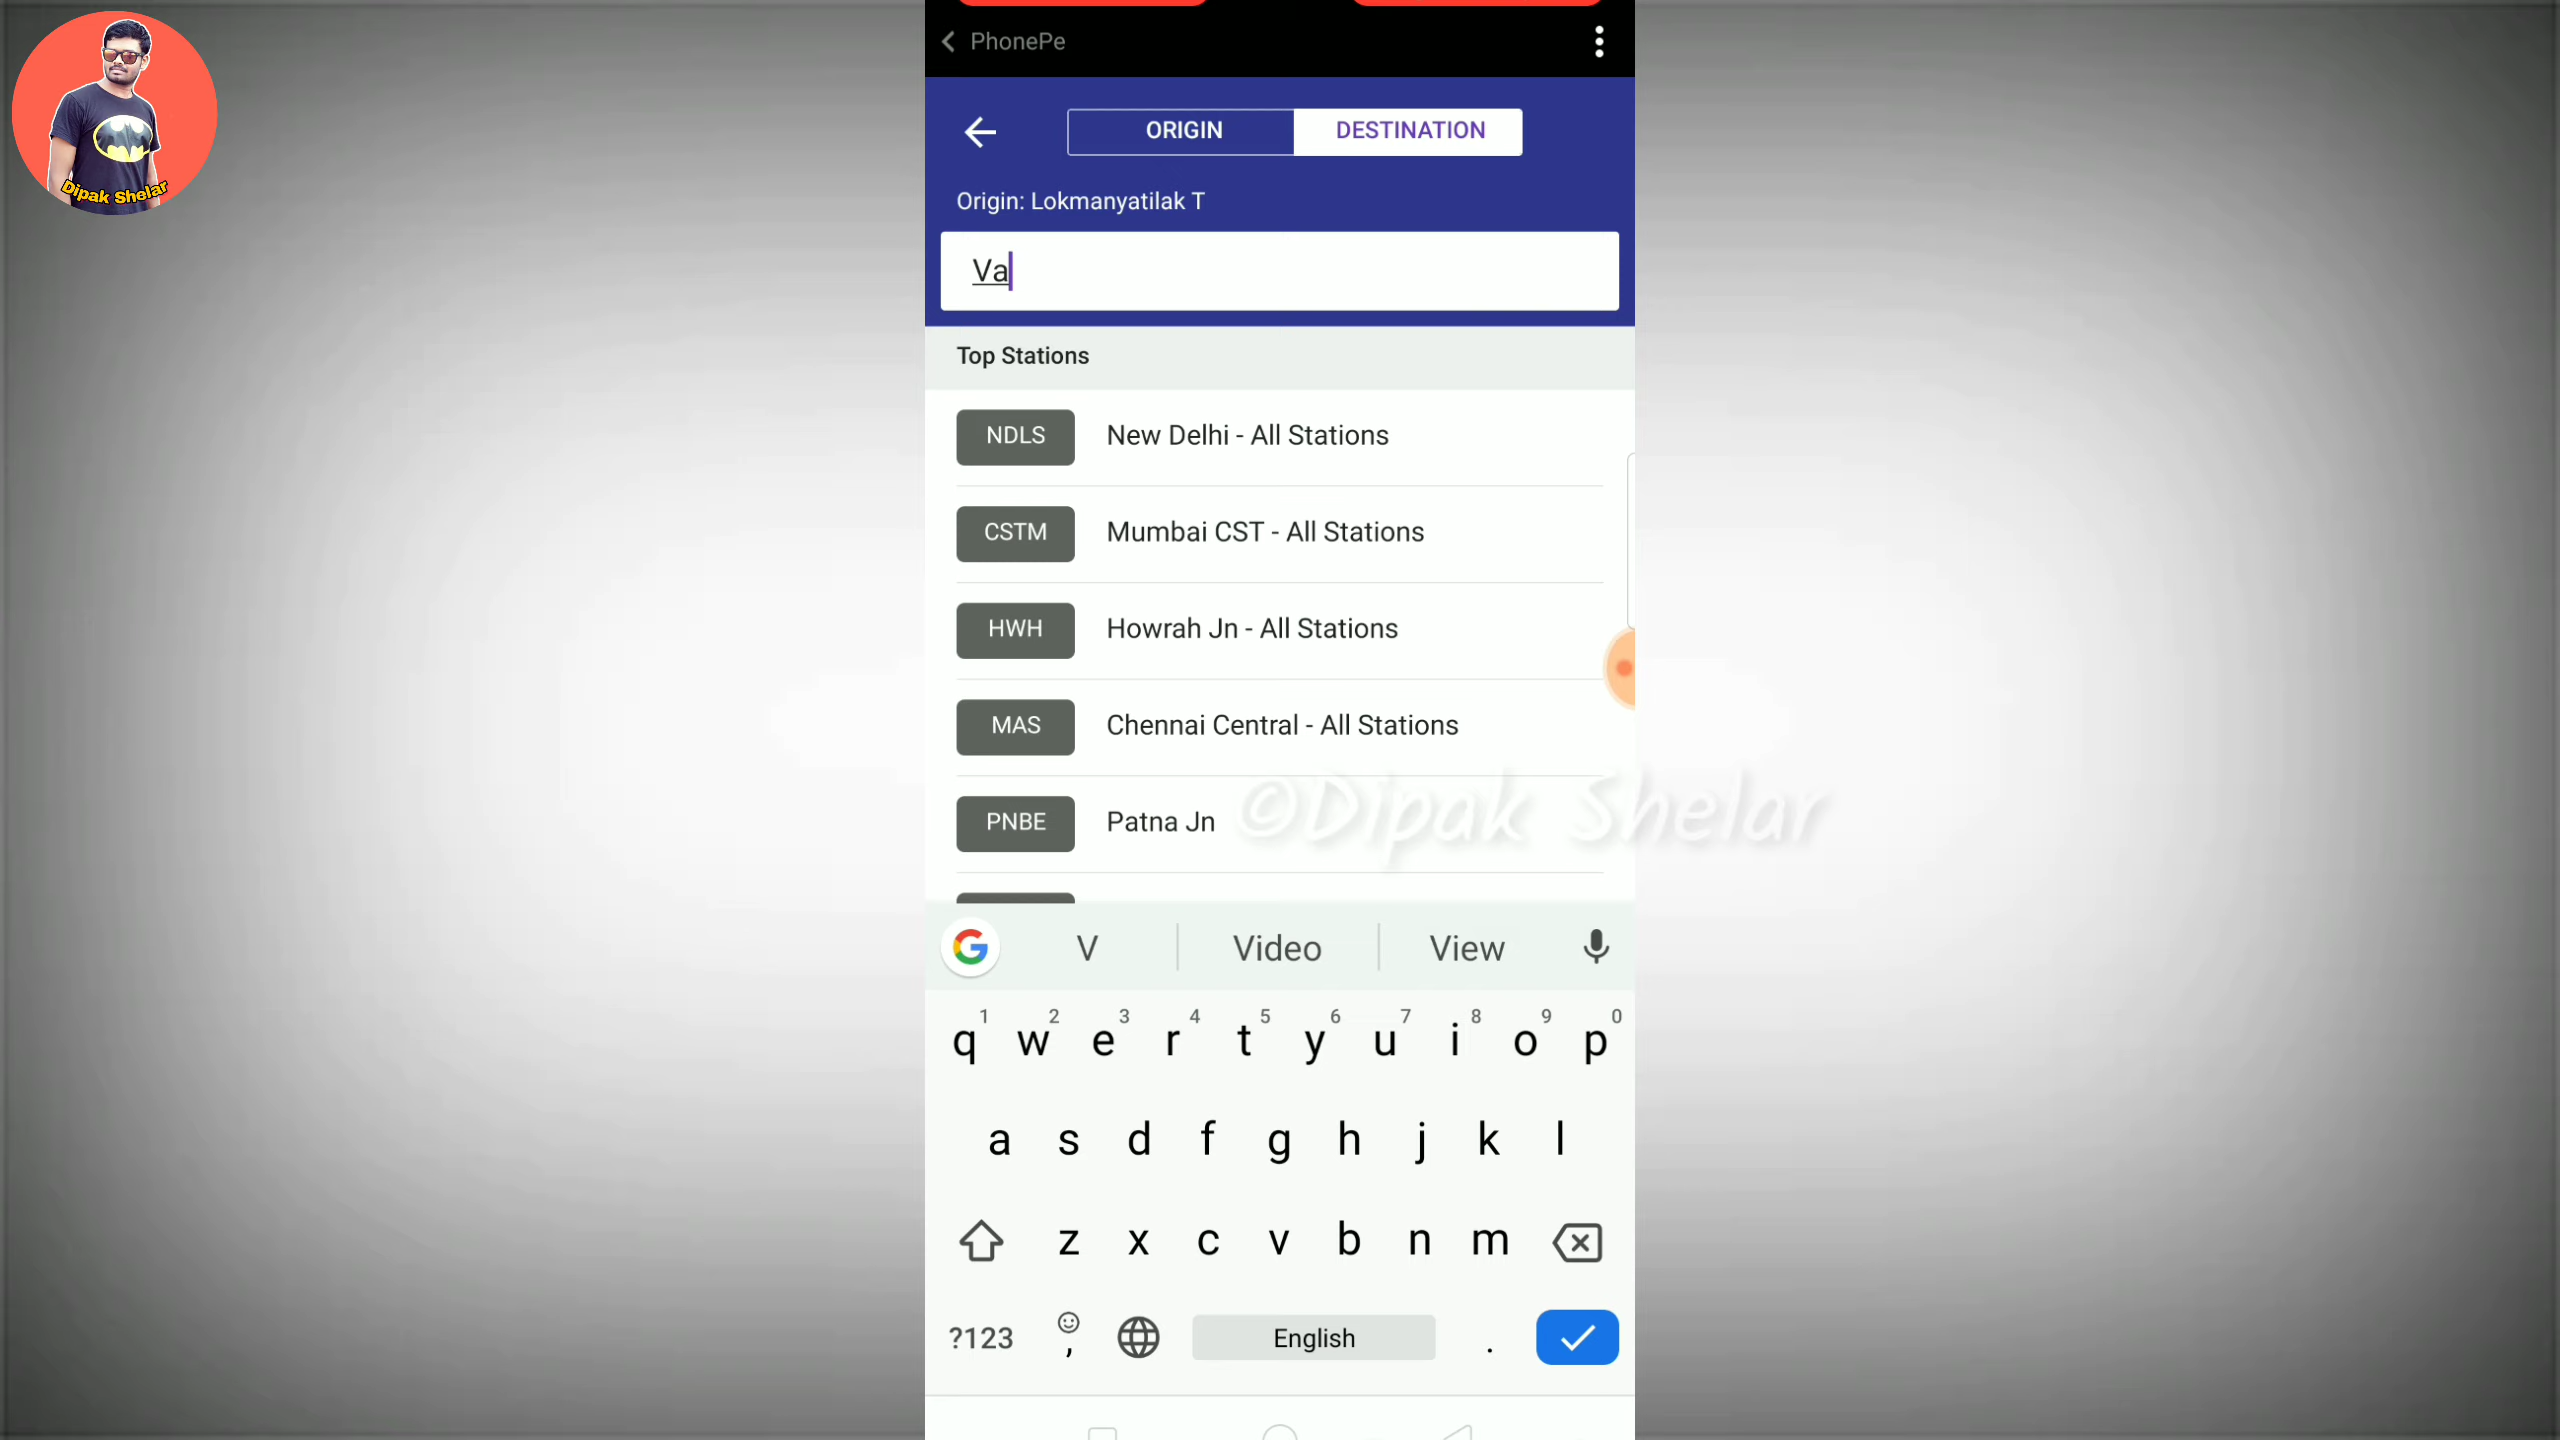 Dipak Shelar
PhonePe
ORIGIN DESTINATION
Origin: Lokmanyatilak T
Va
Top Stations
NDLS New Delhi - All Stations
CSTM Mumbai CST - All Stations
HWH Howrah Jn - All Stations
MAS Chennai Central - All Stations
PNBE Patna Jn
©Dipak Shelar
G V Video View
1 2 3 4 5 6 7 8 9 0
q w e r t y u i o p
a s d f g h j k l
z x c v b n m
?123 , English .